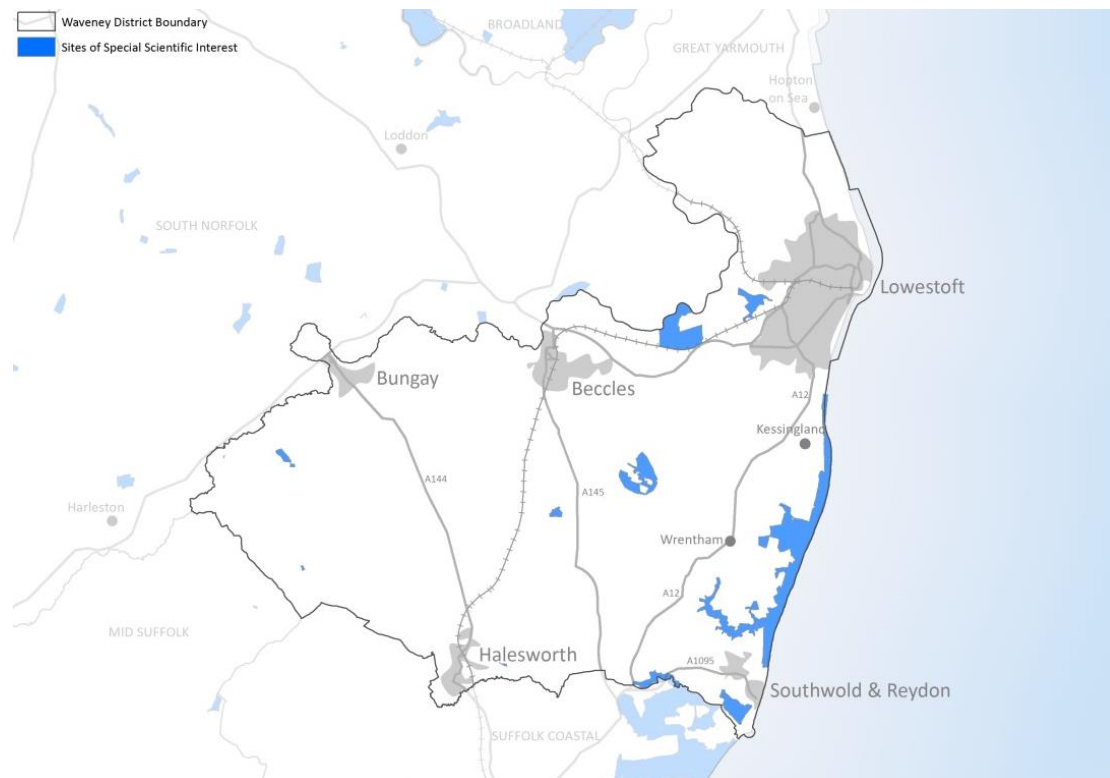 Waveney District Boundary
Sites of Special Scientific Interest
BROADLAND
GREAT YARMOUTH
Hopton
on Sea
Loddon
SOUTH NORFOLK
Lowestoft
Bungay
Beccles
A12
Kessingland
A144
A145
Harleston
Wrentham
A12
MID SUFFOLK
Halesworth
A1095
Southwold & Reydon
SUFFOLK COASTAL